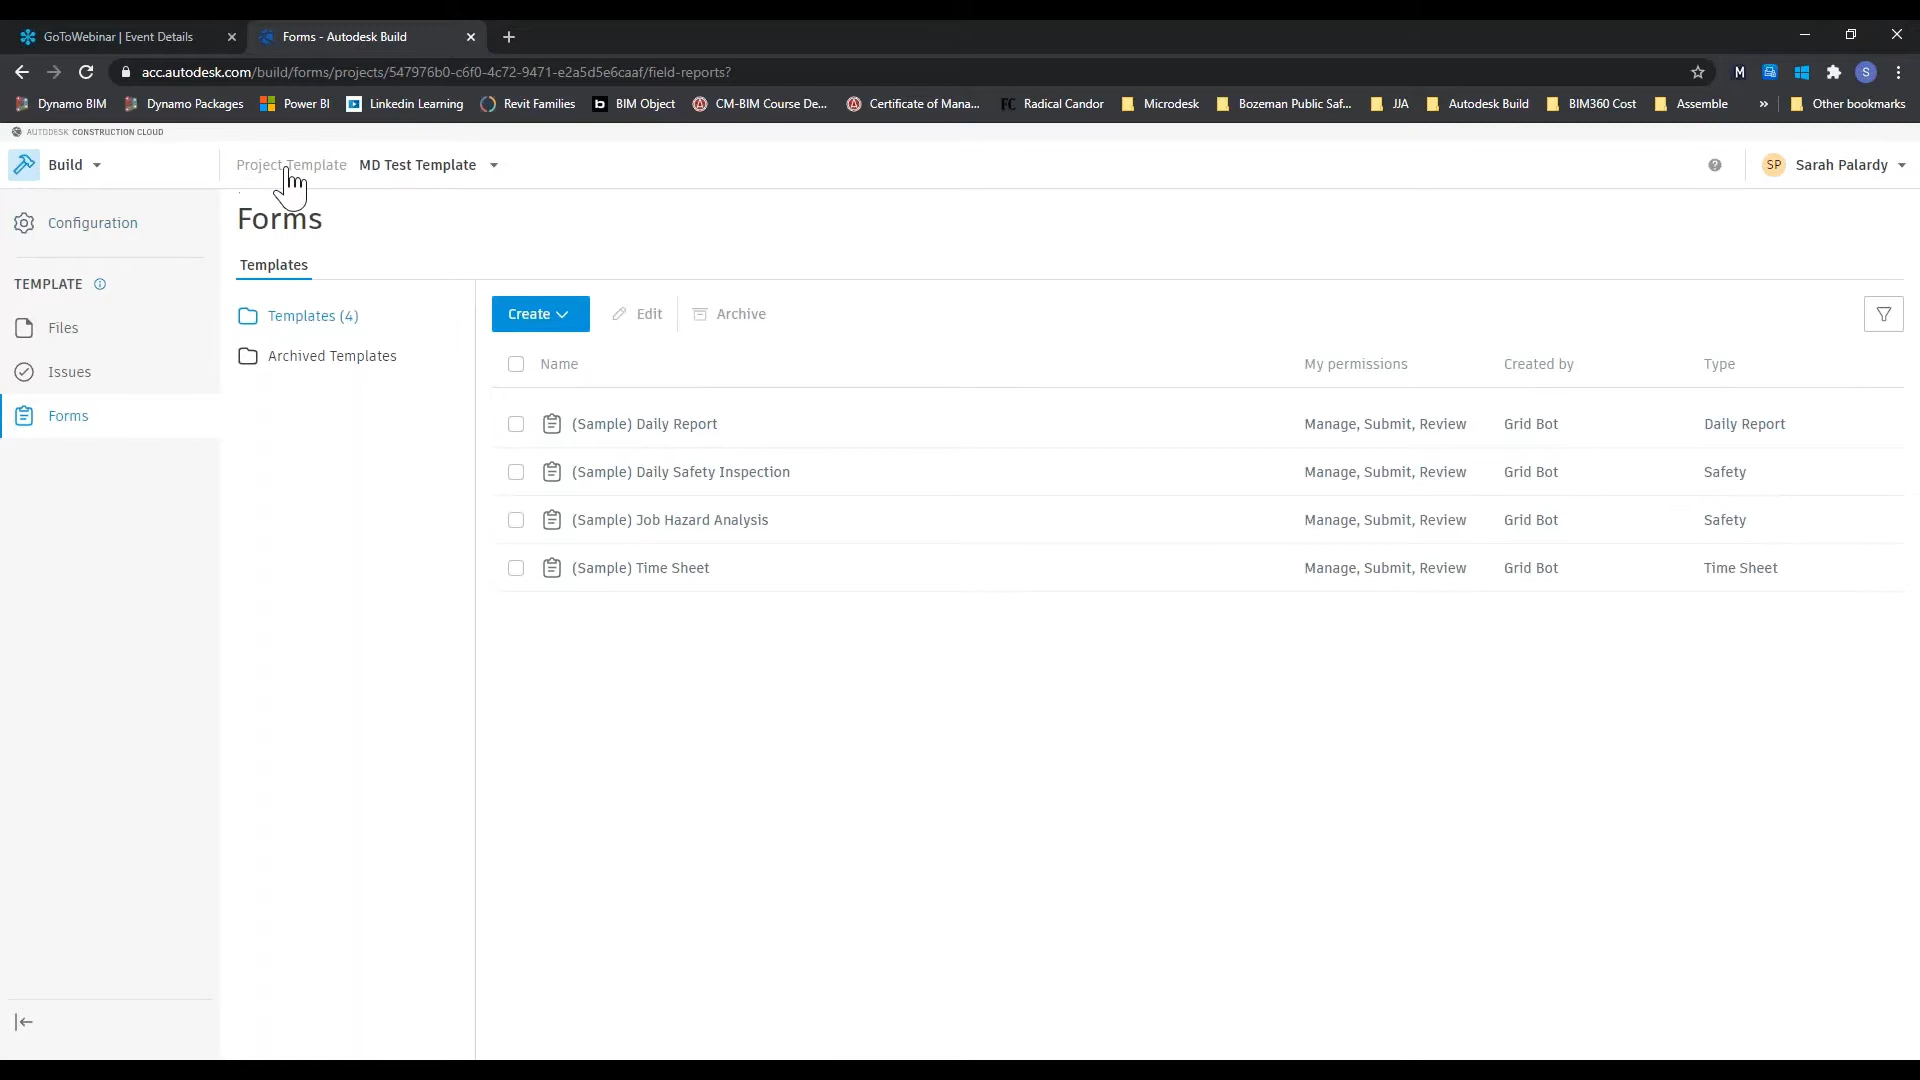 GoToWebinar | Event Details
Forms - Autodesk Build
acc.autodesk.com/build/forms/projects/547976b0-c6f0-4c72-9471-e2a5d5e6caaf/field-reports?
M
S
Dynamo BIM
Dynamo Packages
Power BI
Linkedin Learning
Revit Families
b
BIM Object
CM-BIM Course De...
Certificate of Mana...
FC
Radical Candor
Microdesk
Bozeman Public Saf...
JJA
Autodesk Build
BIM360 Cost
Assemble
»
Other bookmarks
AUTODESK CONSTRUCTION CLOUD
Build
Project Template
MD Test Template
SP
Sarah Palardy
Configuration
TEMPLATE
Files
Issues
Forms
Forms
Templates
Templates (4)
Archived Templates
Create
Edit
Archive
Name
My permissions
Created by
Type
(Sample) Daily Report
Manage, Submit, Review
Grid Bot
Daily Report
(Sample) Daily Safety Inspection
Manage, Submit, Review
Grid Bot
Safety
(Sample) Job Hazard Analysis
Manage, Submit, Review
Grid Bot
Safety
(Sample) Time Sheet
Manage, Submit, Review
Grid Bot
Time Sheet